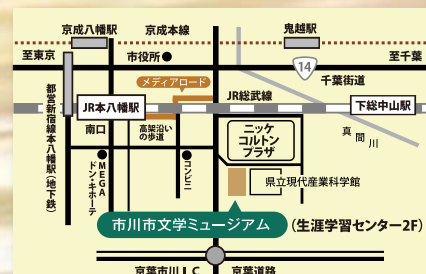 京成八幡駅
京成本線
鬼越駅
至東京
市役所
至千葉
14
千葉街道
メディアロード
JR総武線
JR本八幡駅
下総中山駅
都営新宿線本八幡駅(地下鉄)
南口
高架沿い
の歩道
ニッケ
コルトン
プラザ
真間川
MEGA
ドン・キホーテ
コンビニ
県立現代産業科学館
市川市文学ミュージアム
(生涯学習センター2F)
京葉市川IC
京葉道路